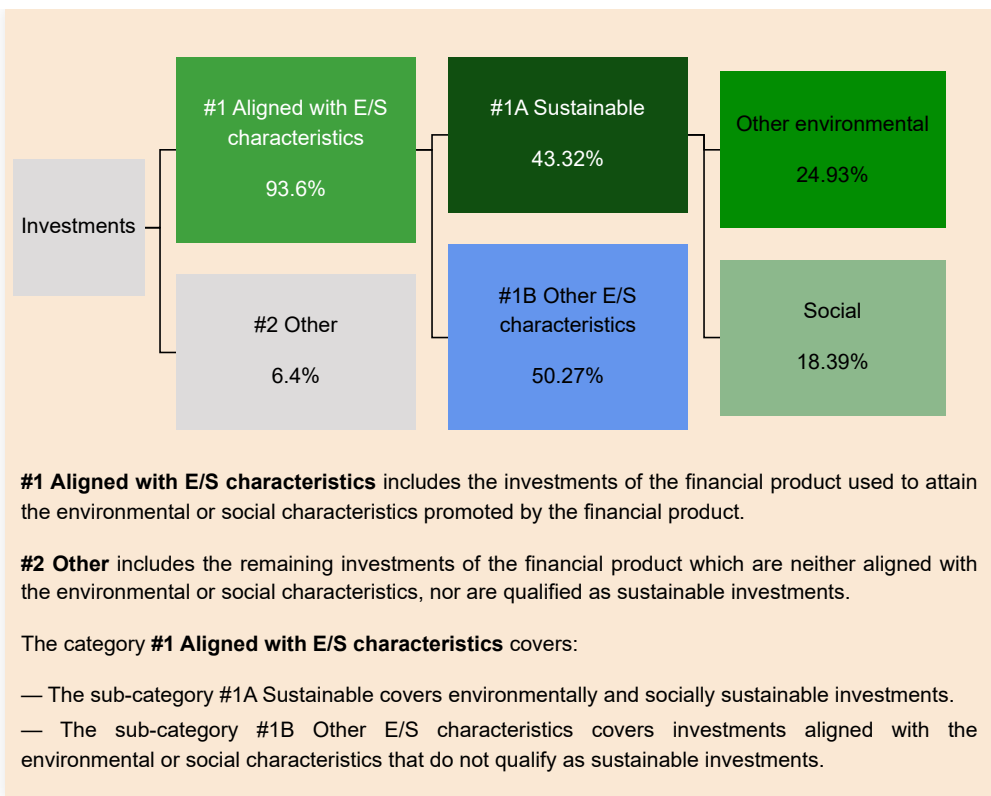 #1 Aligned with E/S
characteristics
93.6%
#1A Sustainable
43.32%
Other environmental
24.93%
Investments
#2 Other
6.4%
#1B Other E/S
characteristics
50.27%
Social
18.39%
#1 Aligned with E/S characteristics includes the investments of the financial product used to attain
the environmental or social characteristics promoted by the financial product.
#2 Other includes the remaining investments of the financial product which are neither aligned with
the environmental or social characteristics, nor are qualified as sustainable investments.
The category #1 Aligned with E/S characteristics covers:
— The sub-category #1A Sustainable covers environmentally and socially sustainable investments.
— The sub-category #1B Other E/S characteristics covers investments aligned with the
environmental or social characteristics that do not qualify as sustainable investments.